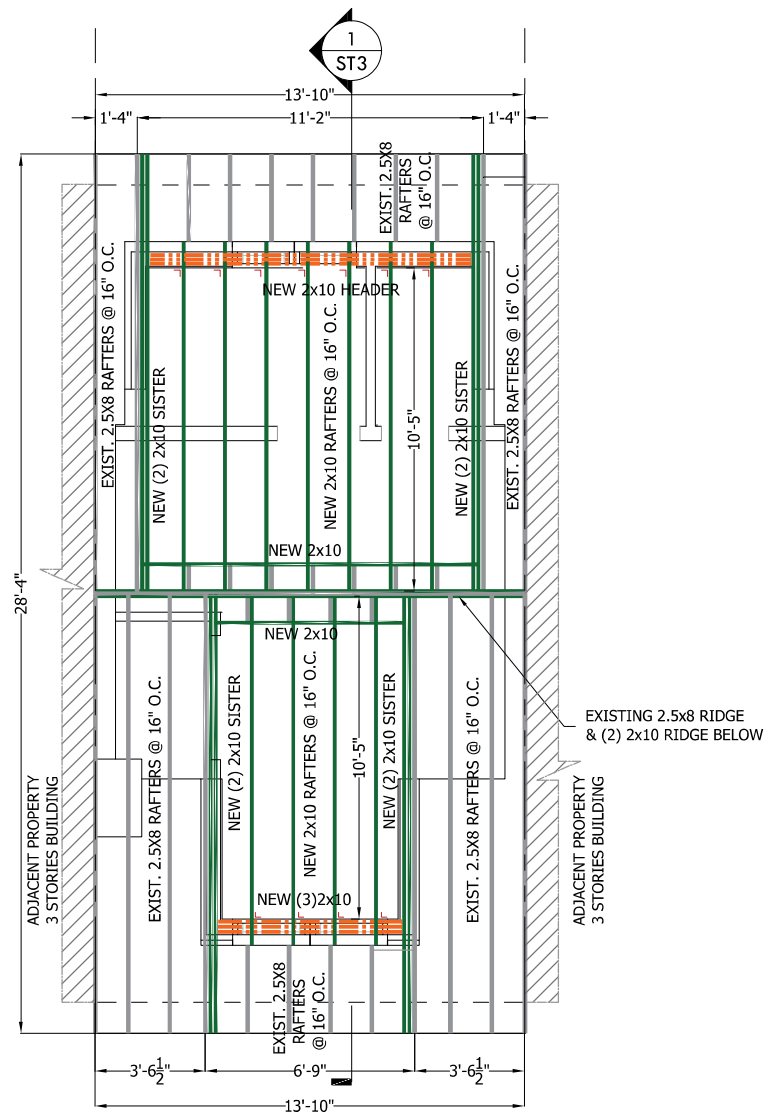 1
ST3
13'-10"
1'-4"
11'-2"
1'-4"
EXIST. 2.5X8
RAFTERS
@ 16" O.C.
EXIST. 2.5X8 RAFTERS @ 16" O.C.
NEW 2x10 HEADER
NEW (2) 2x10 SISTER
NEW 2x10 RAFTERS @ 16" O.C.
10'-5"
NEW (2) 2x10 SISTER
EXIST. 2.5X8 RAFTERS @ 16" O.C.
NEW 2x10
28'-4"
NEW 2x10
EXISTING 2.5x8 RIDGE
& (2) 2x10 RIDGE BELOW
ADJACENT PROPERTY
3 STORIES BUILDING
EXIST. 2.5X8 RAFTERS @ 16" O.C.
NEW (2) 2x10 SISTER
NEW 2x10 RAFTERS @ 16" O.C.
10'-5"
NEW (2) 2x10 SISTER
EXIST. 2.5X8 RAFTERS @ 16" O.C.
ADJACENT PROPERTY
3 STORIES BUILDING
NEW (3)2x10
EXIST. 2.5X8
RAFTERS
@ 16" O.C.
3'-6 1/2"
6'-9"
3'-6 1/2"
13'-10"